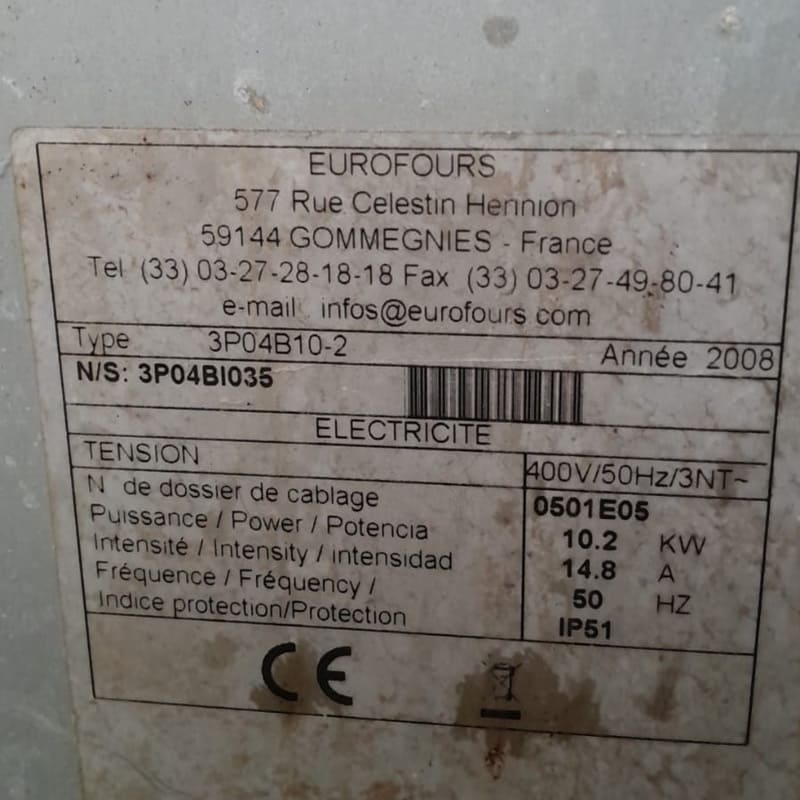 EUROFOURS
577 Rue Celestin Hennion
59144 GOMMEGNIES - France
Tel (33) 03-27-28-18-18 Fax (33) 03-27-49-80-41
e-mail infos@eurofours.com
Type 3P04B10-2 Année 2008
N/S: 3P04BI035
ELECTRICITE
TENSION 400V/50Hz/3NT~
N° de dossier de cablage 0501E05
Puissance / Power / Potencia 10.2 KW
Intensité / Intensity / intensidad 14.8 A
Fréquence / Fréquency / 50 HZ
Indice protection/Protection IP51
CE